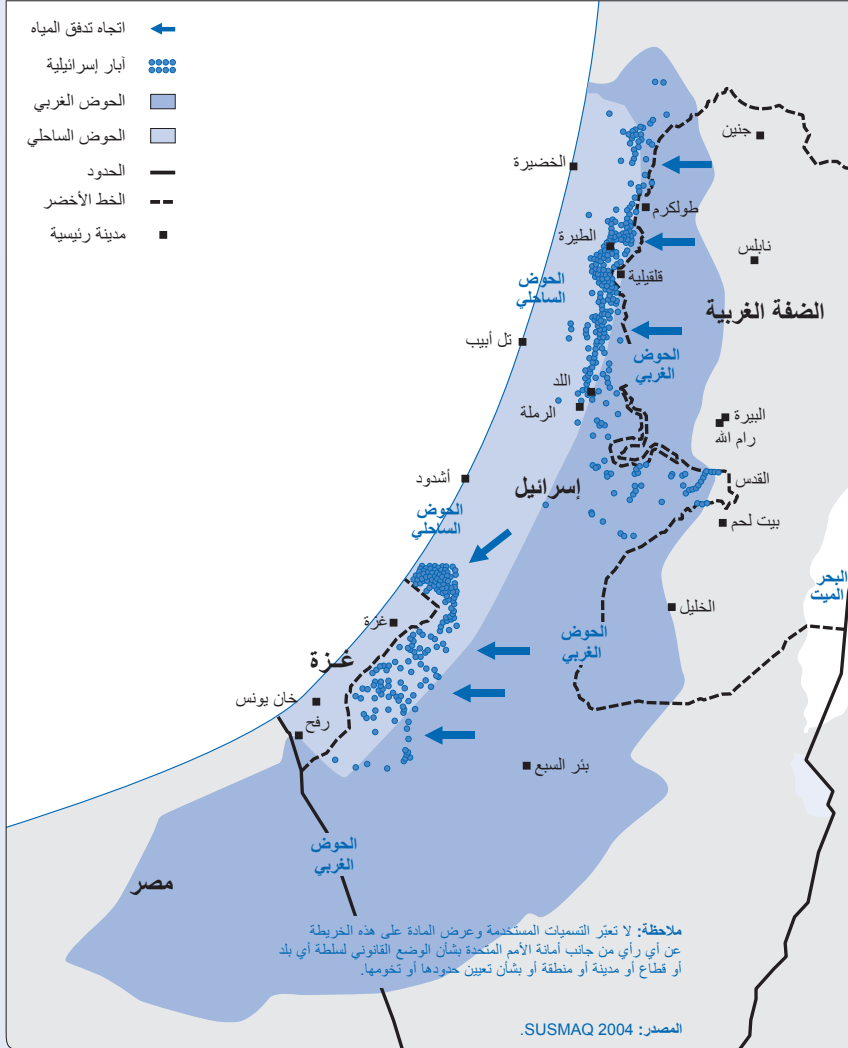 اتجاه تدفق المياه
آبار إسرائيلية
الحوض الغربي
الحوض الساحلي
الحدود
الخط الأخضر
مدينة رئيسية
جنين
الخضيرة
طولكرم
الطيرة
نابلس
قلقيلية
الحوض
الساحلي
الضفة الغربية
تل أبيب
الحوض
الغربي
اللد
الرملة
البيرة
رام الله
القدس
أشدود
إسرائيل
الحوض
الساحلي
بيت لحم
البحر
الميت
الخليل
غزة
الحوض
الغربي
غـزة
خان يونس
رفح
بئر السبع
الحوض
الغربي
مصر
ملاحظة: لا تعبّر التسميات المستخدمة وعرض المادة على هذه الخريطة
عن أي رأي من جانب أمانة الأمم المتحدة بشأن الوضع القانوني لسلطة أي بلد
أو قطاع أو مدينة أو منطقة أو بشأن تعيين حدودها أو تخومها.
المصدر: SUSMAQ 2004.